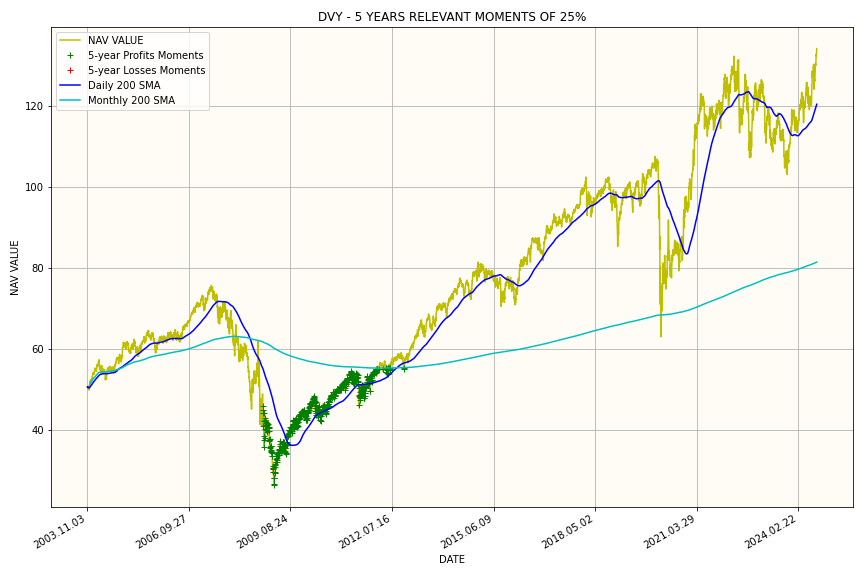 DVY - 5 YEARS RELEVANT MOMENTS OF 25%
NAV VALUE
5-year Profits Moments
5-year Losses Moments
Daily 200 SMA
Monthly 200 SMA
NAV VALUE
120
100
80
60
40
2003.11.03
2006.09.27
2009.08.24
2012.07.16
2015.06.09
2018.05.02
2021.03.29
2024.02.22
DATE